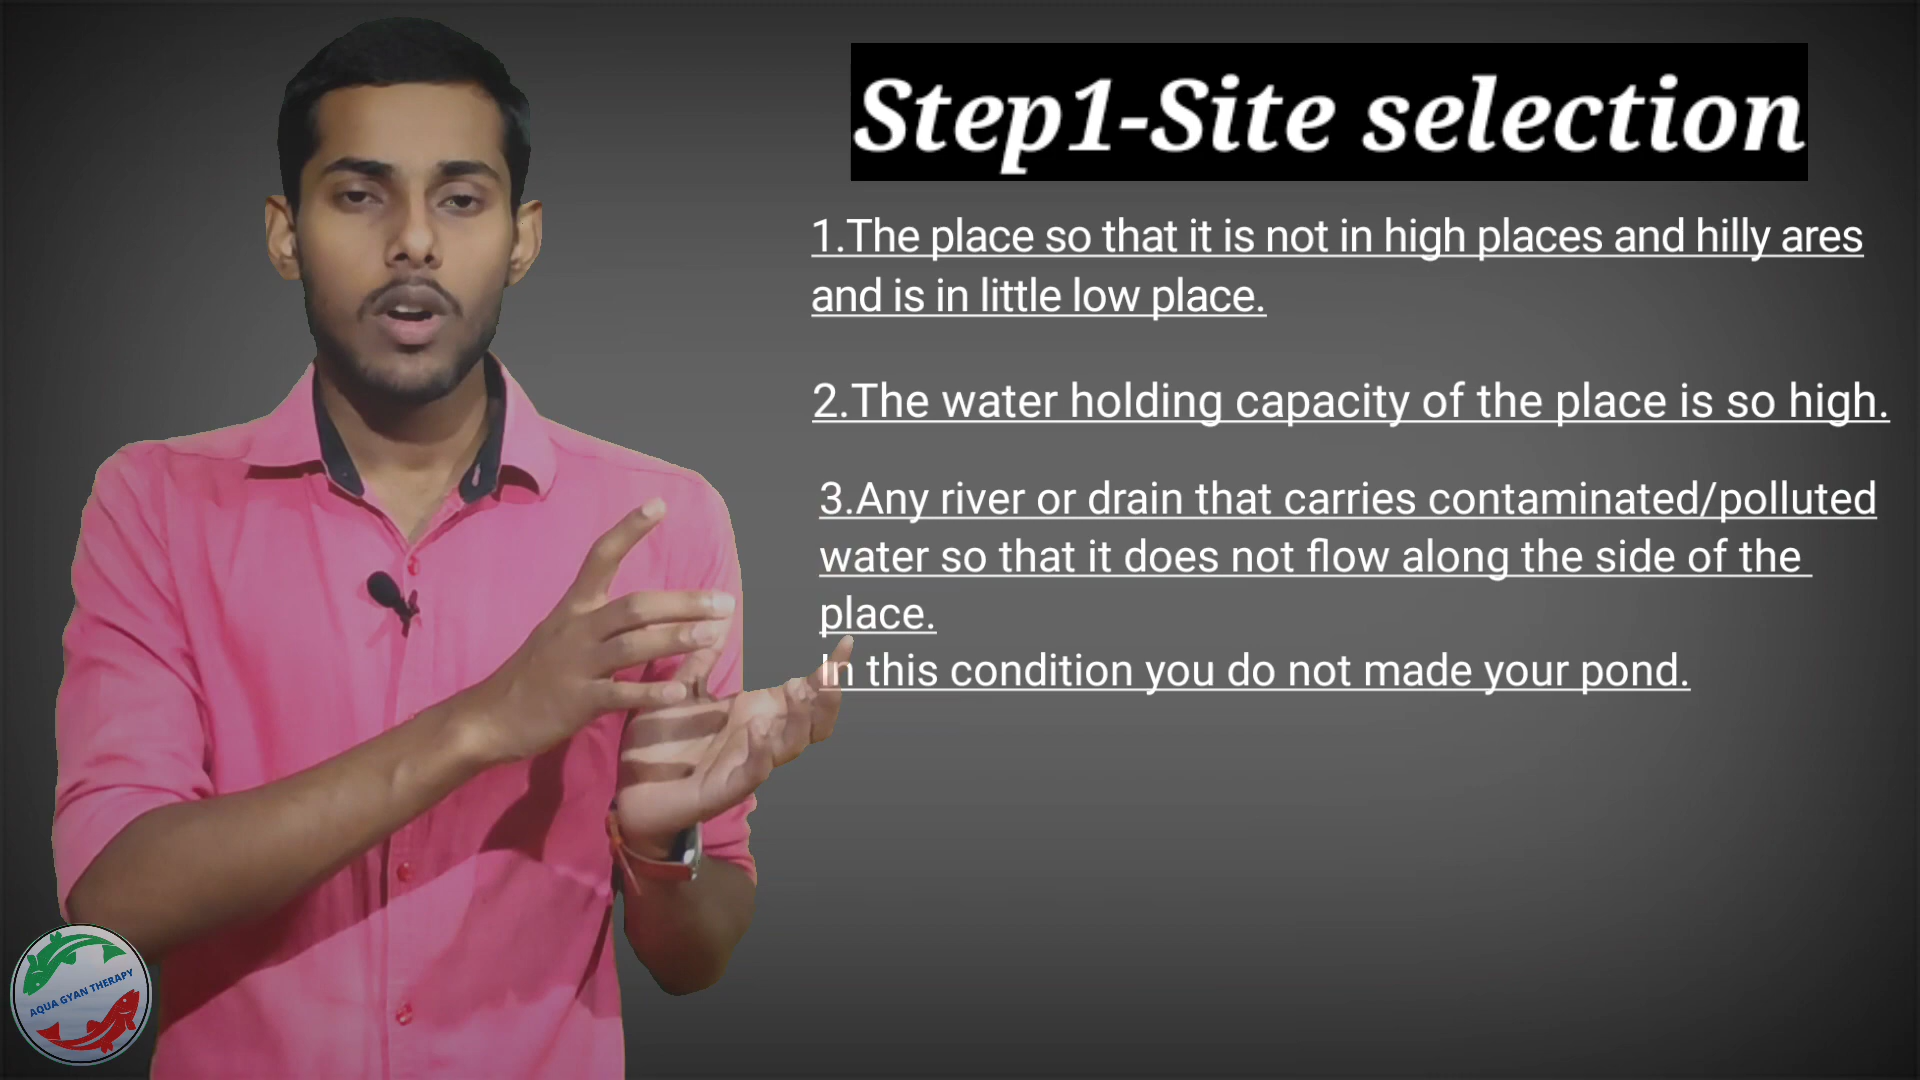 Step1-Site selection
1.The place so that it is not in high places and hilly ares
and is in little low place.
2.The water holding capacity of the place is so high.
3.Any river or drain that carries contaminated/polluted
water so that it does not flow along the side of the
place.
In this condition you do not made your pond.
AQUA GYAN THERAPY